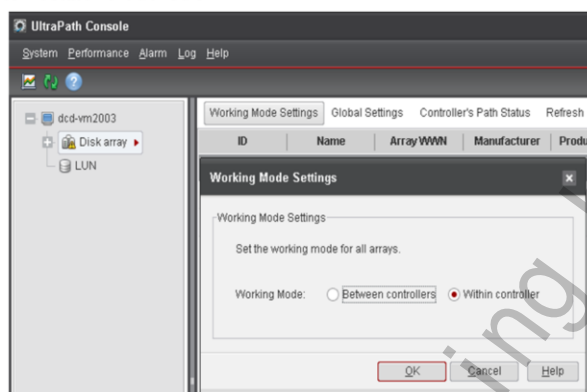 UltraPath Console
System Performance Alarm Log Help
dcd-vm2003
Disk array
LUN
Working Mode Settings Global Settings Controller's Path Status Refresh
ID Name Array WWN Manufacturer Produ
Working Mode Settings
Working Mode Settings
Set the working mode for all arrays.
Working Mode: Between controllers Within controller
OK Cancel Help